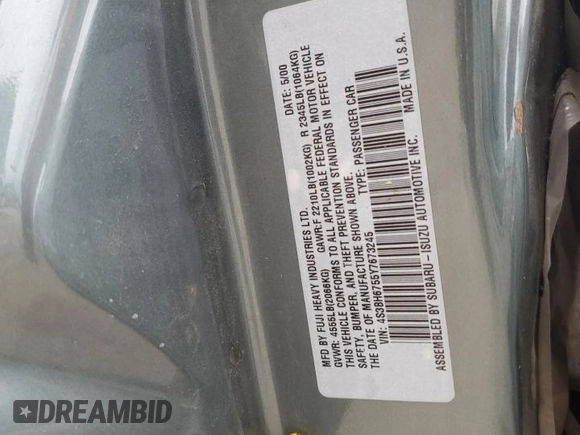 MFD BY FUJI HEAVY INDUSTRIES LTD. DATE: 5/00
GVWR: 4555LB(2066KG) GAWR:F 2210LB(1002KG) R 2345LB(1064KG)
THIS VEHICLE CONFORMS TO ALL APPLICABLE FEDERAL MOTOR VEHICLE
SAFTY, BUMPER, AND THEFT PREVENTION STANDARDS IN EFFECT ON
THE DATE OF MANUFACTURE SHOWN ABOVE.
VIN: 4S3BH6755Y7673245 TYPE: PASSENGER CAR
ASSEMBLED BY SUBARU-ISUZU AUTOMOTIVE INC. MADE IN U.S.A.
DREAMBID